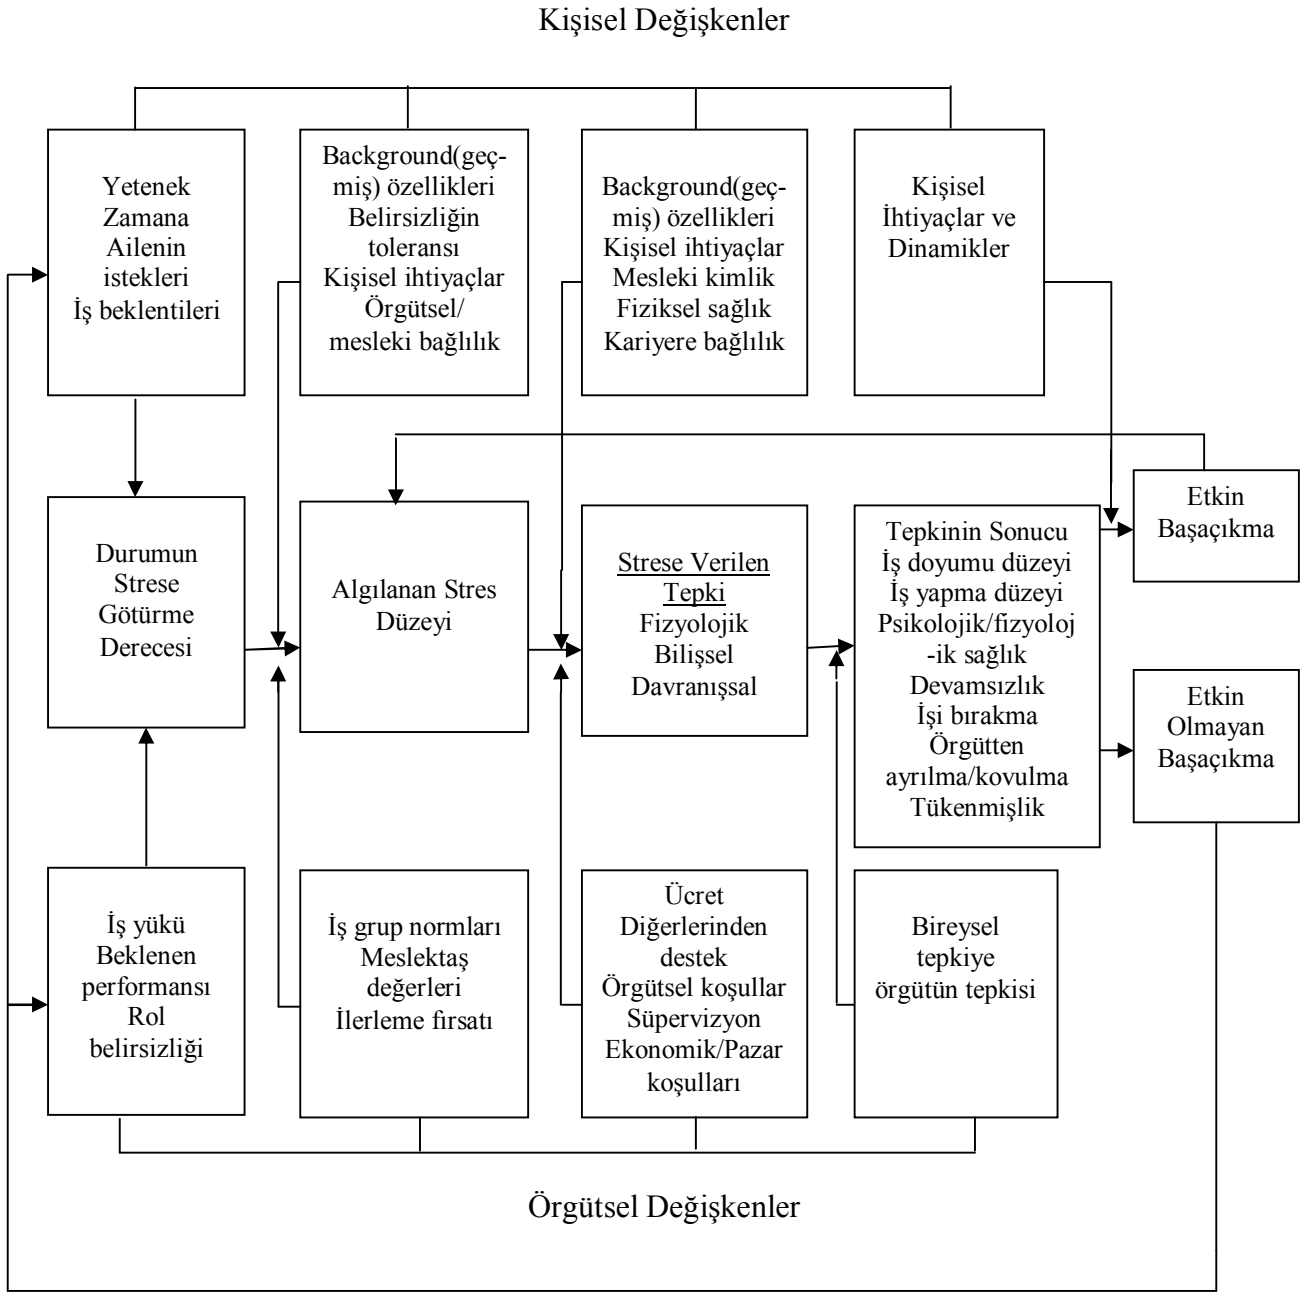 Kişisel Değişkenler
Yetenek
Zamana
Ailenin
istekleri
İş beklentileri
Background(geç-
miş) özellikleri
Belirsizliğin
toleransı
Kişisel ihtiyaçlar
Örgütsel/
mesleki bağlılık
Background(geç-
miş) özellikleri
Kişisel ihtiyaçlar
Mesleki kimlik
Fiziksel sağlık
Kariyere bağlılık
Kişisel
İhtiyaçlar ve
Dinamikler
Durumun
Strese
Götürme
Derecesi
Algılanan Stres
Düzeyi
Strese Verilen
Tepki
Fizyolojik
Bilişsel
Davranışsal
Tepkinin Sonucu
İş doyumu düzeyi
İş yapma düzeyi
Psikolojik/fizyoloj
-ik sağlık
Devamsızlık
İşi bırakma
Örgütten
ayrılma/kovulma
Tükenmişlik
Etkin
Başaçıkma
Etkin
Olmayan
Başaçıkma
İş yükü
Beklenen
performansı
Rol
belirsizliği
İş grup normları
Meslektaş
değerleri
İlerleme fırsatı
Ücret
Diğerlerinden
destek
Örgütsel koşullar
Süpervizyon
Ekonomik/Pazar
koşulları
Bireysel
tepkiye
örgütün tepkisi
Örgütsel Değişkenler